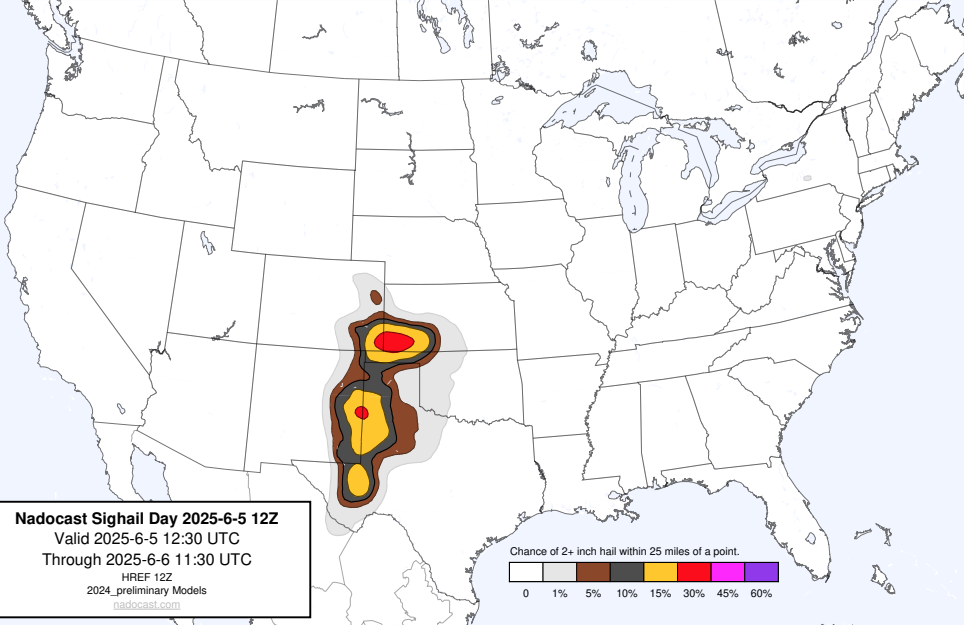 Nadocast Sighail Day 2025-6-5 12Z
Valid 2025-6-5 12:30 UTC
Through 2025-6-6 11:30 UTC
HREF 12Z
2024_preliminary Models
nadocast.com
Chance of 2+ inch hail within 25 miles of a point.
0 1% 5% 10% 15% 30% 45% 60%